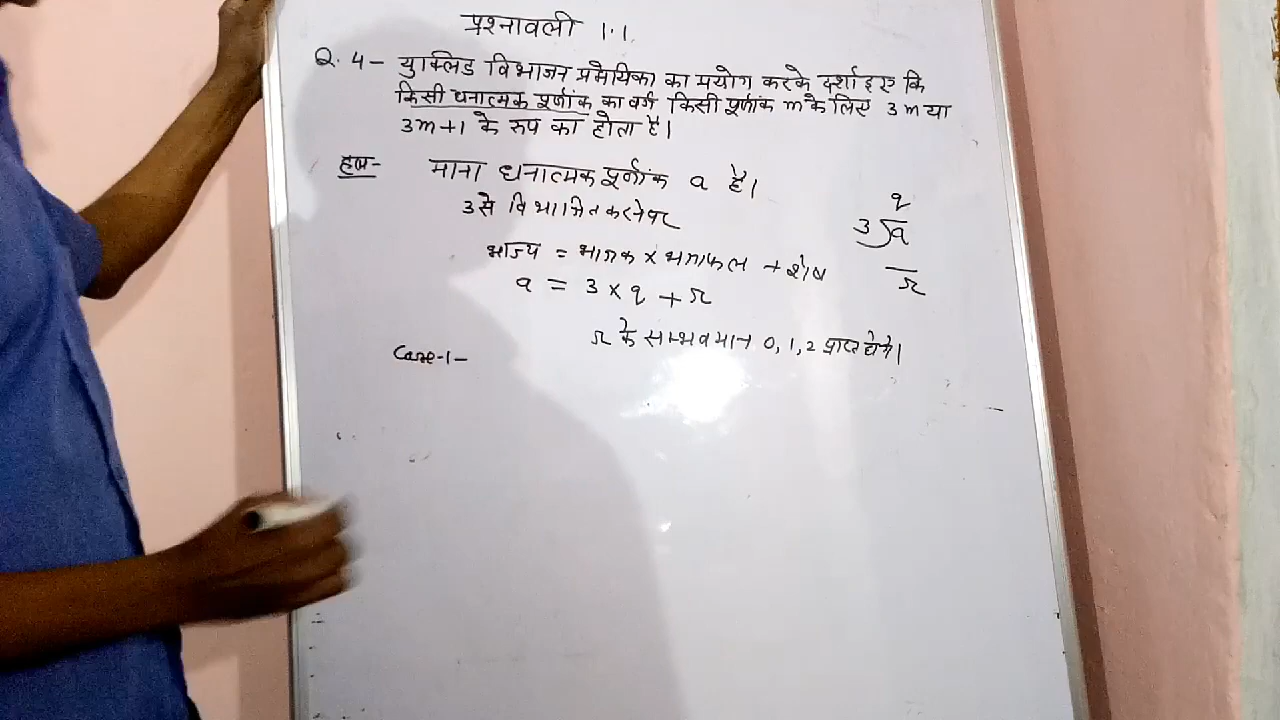 प्रश्नावली 1.1
Q. 4- युक्लिड विभाजन प्रमेयिका का प्रयोग करके दर्शाइए कि
किसी धनात्मक पूर्णांक का वर्ग किसी पूर्णांक m के लिए 3m या
3m+1 के रूप का होता है।
हल- माना धनात्मक पूर्णांक a है।
3 से विभाजित करने पर
भाज्य = भाजक × भागफल + शेष
a = 3 × q + r
q
3 a
r
r के सम्भव मान 0, 1, 2 प्राप्त होंगे।
Case-1-